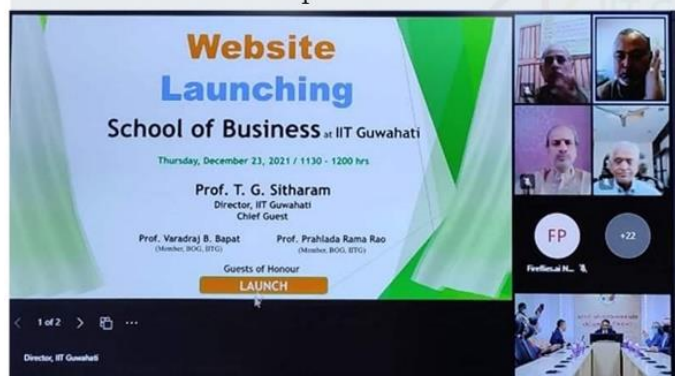 Website
Launching
School of Business at IIT Guwahati
Thursday, December 23, 2021 / 1130 - 1200 hrs
Prof. T. G. Sitharam
Director, IIT Guwahati
Chief Guest
Prof. Varadraj B. Bapat
(Member, BOG, IITG)
Prof. Prahlada Rama Rao
(Member, BOG, IITG)
Guests of Honour
LAUNCH
1 of 2
Director, IIT Guwahati
FP
+22
Fireflies.ai N...